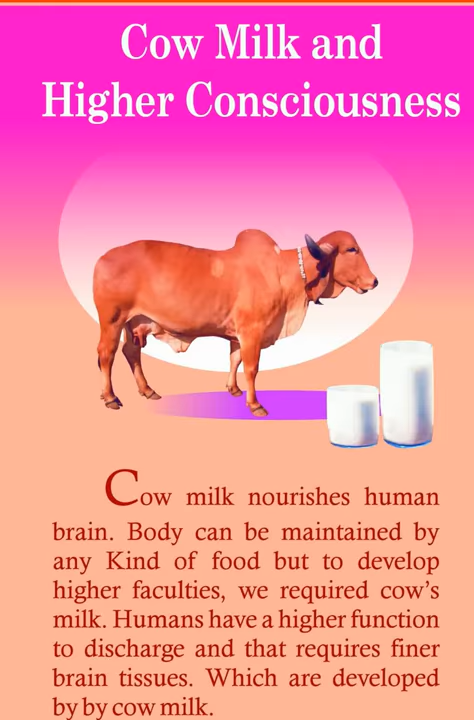 Cow Milk and
Higher Consciousness
Cow milk nourishes human
brain. Body can be maintained by
any Kind of food but to develop
higher faculties, we required cow's
milk. Humans have a higher function
to discharge and that requires finer
brain tissues. Which are developed
by by cow milk.